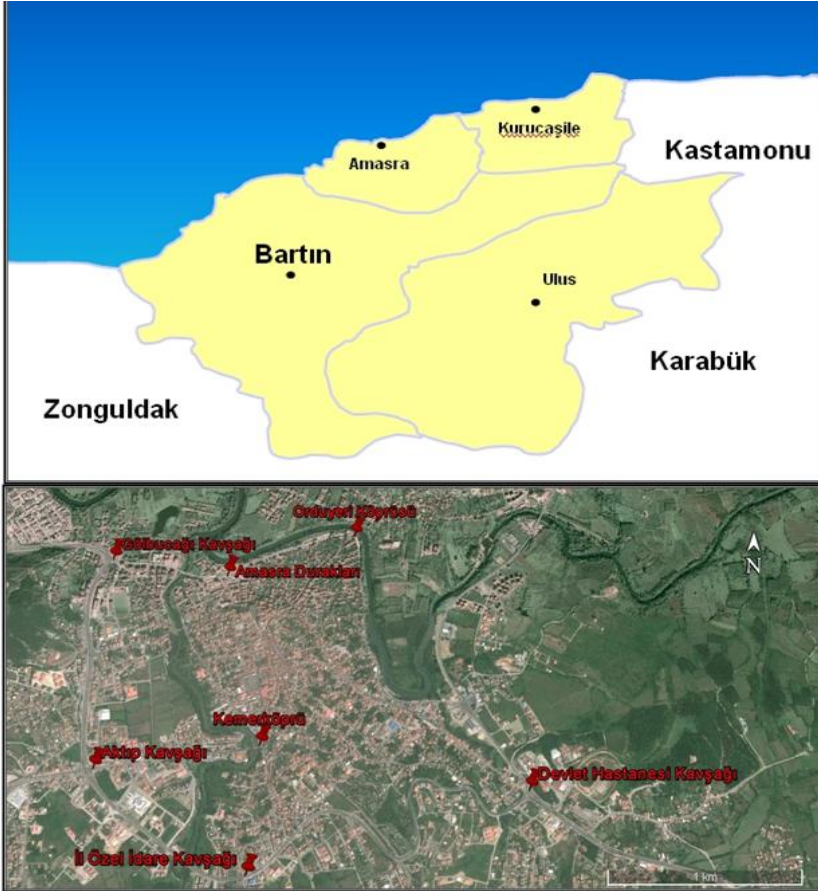 Kurucaşile
Amasra
Kastamonu
Bartın
Ulus
Karabük
Zonguldak
Orduyeri Köprüsü
Gölbucağı Kavşağı
Amasra Durakları
N
Kemerköprü
Aktıp Kavşağı
Devlet Hastanesi Kavşağı
İl Özel İdare Kavşağı
1 km